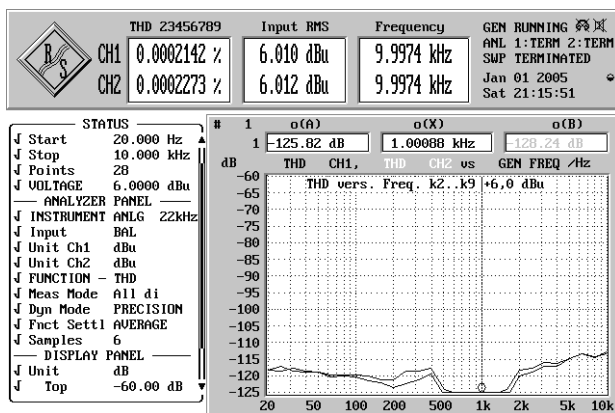 R S
THD 23456789 Input RMS Frequency
CH1 0.0002142 % 6.010 dBu 9.9974 kHz
CH2 0.0002273 % 6.012 dBu 9.9974 kHz
GEN RUNNING
ANL 1:TERM 2:TERM
SWP TERMINATED
Jan 01 2005
Sat 21:15:51
STATUS
Start 20.000 Hz
Stop 10.000 kHz
Points 28
VOLTAGE 6.0000 dBu
ANALYZER PANEL
INSTRUMENT ANLG 22kHz
Input BAL
Unit Ch1 dBu
Unit Ch2 dBu
FUNCTION - THD
Meas Mode All di
Dyn Mode PRECISION
Fnct Settl AVERAGE
Samples 6
DISPLAY PANEL
Unit dB
Top -60.00 dB
# 1 o(A) o(X) o(B)
1 -125.82 dB 1.00088 kHz -128.24 dB
dB THD CH1, THD CH2 vs GEN FREQ /Hz
THD vers. Freq. k2..k9 +6,0 dBu
-60
-65
-70
-75
-80
-85
-90
-95
-100
-105
-110
-115
-120
-125
20 50 100 200 500 1k 2k 5k 10k